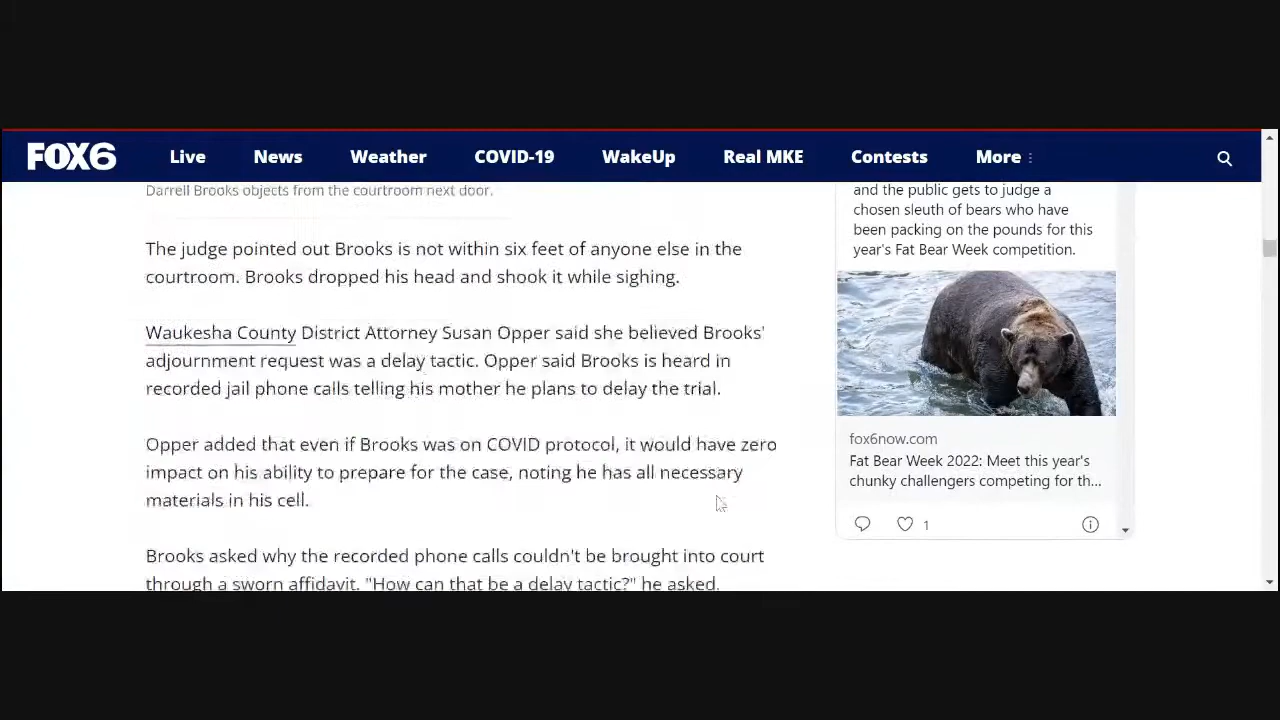 FOX6
Live
News
Weather
COVID-19
WakeUp
Real MKE
Contests
More
Darrell Brooks objects from the courtroom next door.
The judge pointed out Brooks is not within six feet of anyone else in the
courtroom. Brooks dropped his head and shook it while sighing.
Waukesha County District Attorney Susan Opper said she believed Brooks'
adjournment request was a delay tactic. Opper said Brooks is heard in
recorded jail phone calls telling his mother he plans to delay the trial.
Opper added that even if Brooks was on COVID protocol, it would have zero
impact on his ability to prepare for the case, noting he has all necessary
materials in his cell.
Brooks asked why the recorded phone calls couldn't be brought into court
through a sworn affidavit. "How can that be a delay tactic?" he asked.
and the public gets to judge a
chosen sleuth of bears who have
been packing on the pounds for this
year's Fat Bear Week competition.
fox6now.com
Fat Bear Week 2022: Meet this year's
chunky challengers competing for th...
1